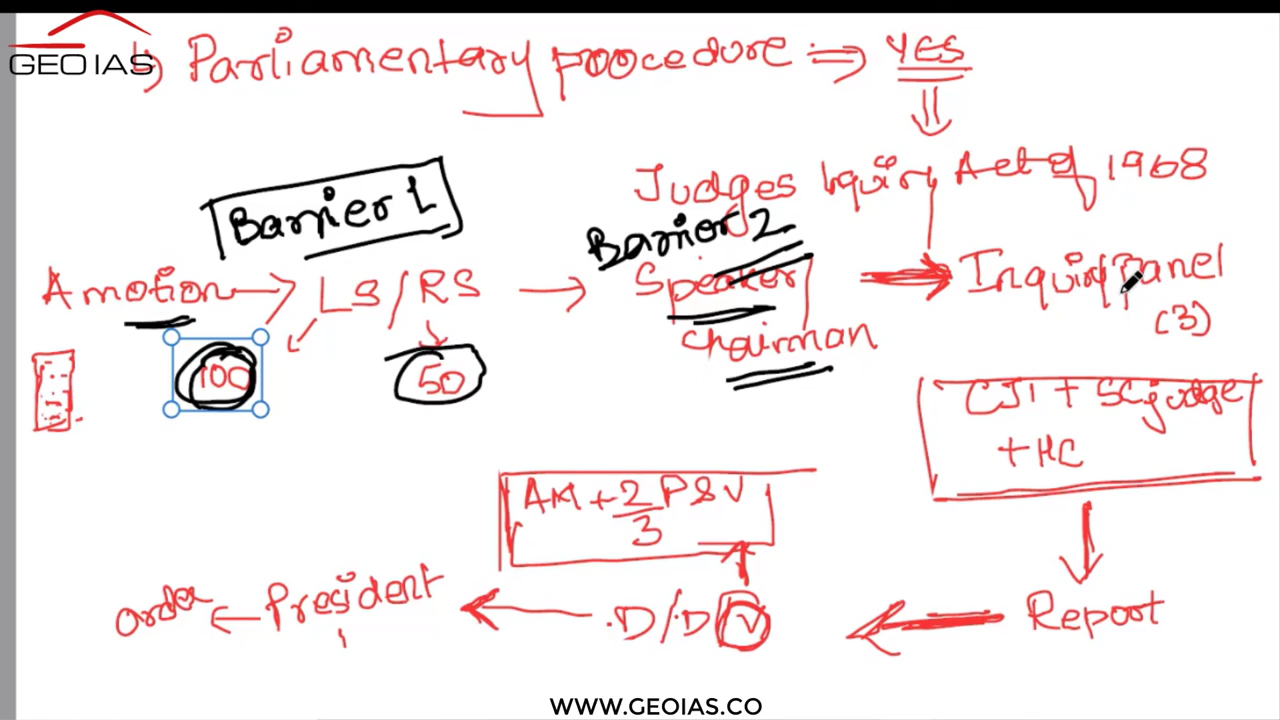 GEO IAS
b) Parliamentary procedure ⇒ YES
Judges Inquiry Act of 1968
Barrier 1
Barrier 2
A motion → LS/RS → Speaker → Inquiry Panel
Chairman
(3)
100
50
CJI + SC judge
+ HC
AM + 2/3 P&V
order ← President ← D/D V ← Report
WWW.GEOIAS.CO